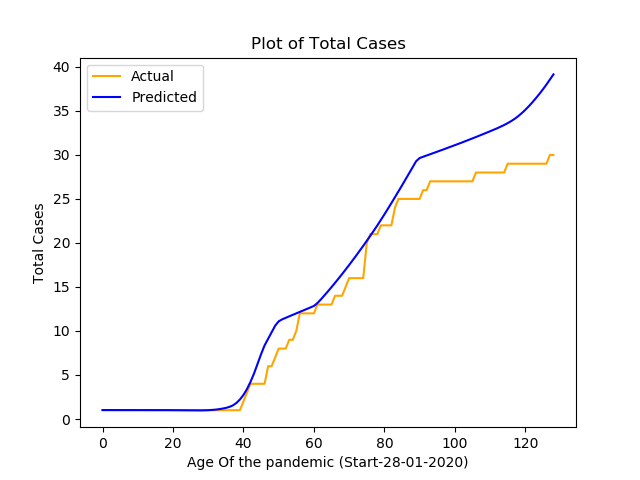 Plot of Total Cases
Actual
Predicted
40
35
30
25
20
15
10
5
0
Total Cases
0 20 40 60 80 100 120
Age Of the pandemic (Start-28-01-2020)